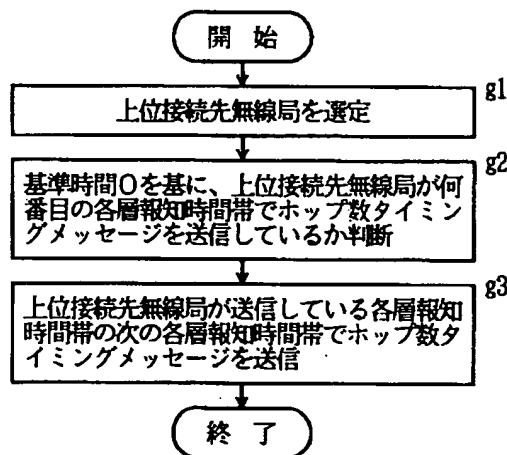 開 始
g1
上位接続先無線局を選定
g2
基準時間0を基に、上位接続先無線局が何
番目の各層報知時間帯でホップ数タイミン
グメッセージを送信しているか判断
g3
上位接続先無線局が送信している各層報知
時間帯の次の各層報知時間帯でホップ数タ
イミングメッセージを送信
終 了